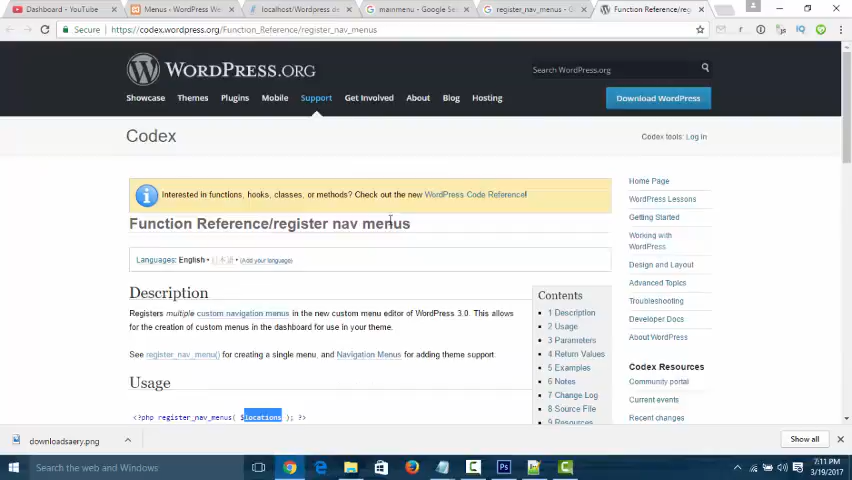 Dashboard - YouTube
Menus - WordPress We
localhost/Wordpress de
mainmenu - Google Se
register_nav_menus - G
Function Reference/reg
Secure https://codex.wordpress.org/Function_Reference/register_nav_menus
WORDPRESS.ORG
Search WordPress.org
Showcase Themes Plugins Mobile Support Get Involved About Blog Hosting
Download WordPress
Codex
Codex tools: Log in
Interested in functions, hooks, classes, or methods? Check out the new WordPress Code Reference!
Function Reference/register nav menus
Languages: English • • (Add your language)
Description
Registers multiple custom navigation menus in the new custom menu editor of WordPress 3.0. This allows
for the creation of custom menus in the dashboard for use in your theme.
See register_nav_menu() for creating a single menu, and Navigation Menus for adding theme support.
Usage
<?php register_nav_menus( $locations ); ?>
Contents
1 Description
2 Usage
3 Parameters
4 Return Values
5 Examples
6 Notes
7 Change Log
8 Source File
9 Resources
Home Page
WordPress Lessons
Getting Started
Working with
WordPress
Design and Layout
Advanced Topics
Troubleshooting
Developer Docs
About WordPress
Codex Resources
Community portal
Current events
Recent changes
downloadsaery.png
Show all
Search the web and Windows
7:11 PM
3/19/2017